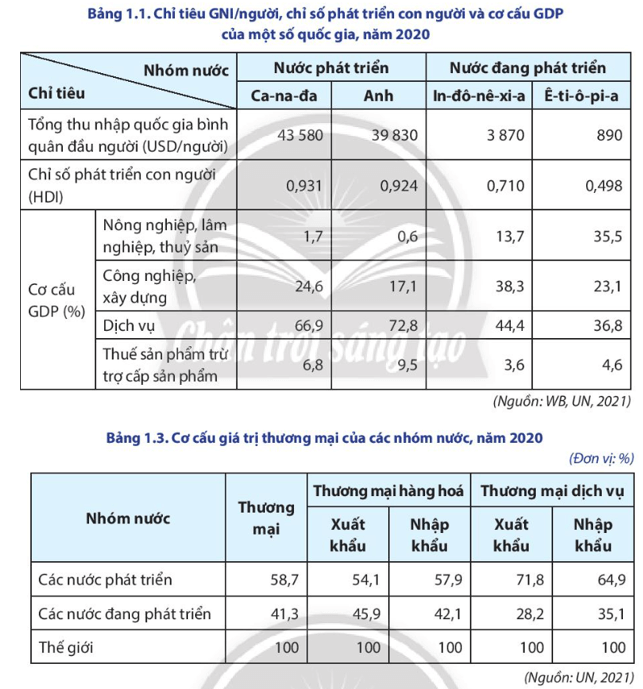 Bảng 1.1. Chỉ tiêu GNI/người, chỉ số phát triển con người và cơ cấu GDP
của một số quốc gia, năm 2020
Nhóm nước
Chỉ tiêu
Nước phát triển
Nước đang phát triển
Ca-na-đa
Anh
In-đô-nê-xi-a
Ê-ti-ô-pi-a
Tổng thu nhập quốc gia bình
quân đầu người (USD/người)
43 580
39 830
3 870
890
Chỉ số phát triển con người
(HDI)
0,931
0,924
0,710
0,498
Cơ cấu
GDP (%)
Nông nghiệp, lâm
nghiệp, thuỷ sản
1,7
0,6
13,7
35,5
Công nghiệp,
xây dựng
24,6
17,1
38,3
23,1
Dịch vụ
66,9
72,8
44,4
36,8
Thuế sản phẩm trừ
trợ cấp sản phẩm
6,8
9,5
3,6
4,6
Chân trời sáng tạo
(Nguồn: WB, UN, 2021)
Bảng 1.3. Cơ cấu giá trị thương mại của các nhóm nước, năm 2020
(Đơn vị: %)
Nhóm nước
Thương
mại
Thương mại hàng hoá
Thương mại dịch vụ
Xuất
khẩu
Nhập
khẩu
Xuất
khẩu
Nhập
khẩu
Các nước phát triển
58,7
54,1
57,9
71,8
64,9
Các nước đang phát triển
41,3
45,9
42,1
28,2
35,1
Thế giới
100
100
100
100
100
(Nguồn: UN, 2021)